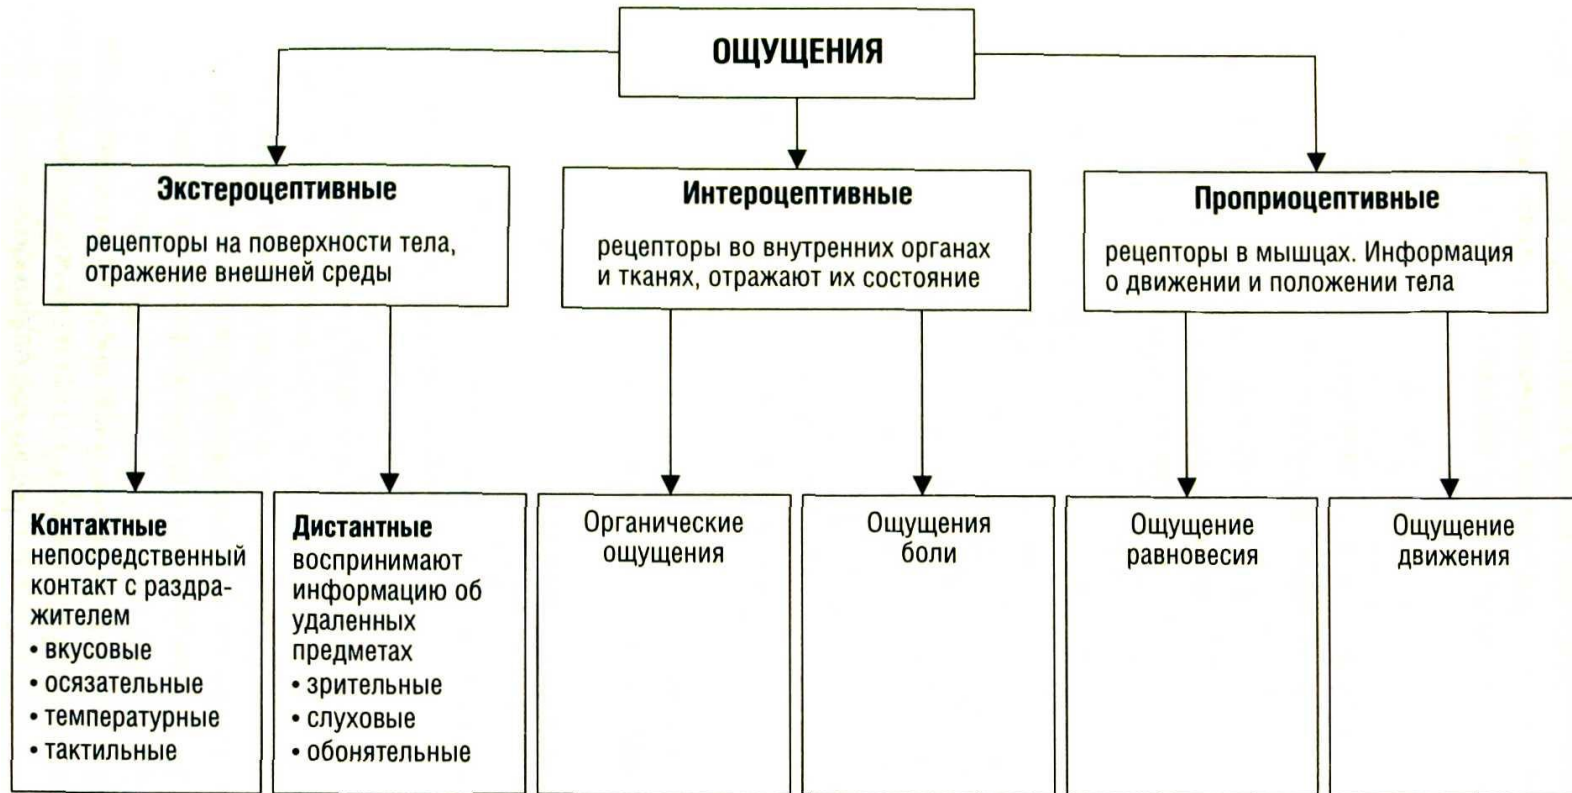 ОЩУЩЕНИЯ
Экстероцептивные
рецепторы на поверхности тела,
отражение внешней среды
Интероцептивные
рецепторы во внутренних органах
и тканях, отражают их состояние
Проприоцептивные
рецепторы в мышцах. Информация
о движении и положении тела
Контактные
непосредственный
контакт с раздра-
жителем
• вкусовые
• осязательные
• температурные
• тактильные
Дистантные
воспринимают
информацию об
удаленных
предметах
• зрительные
• слуховые
• обонятельные
Органические
ощущения
Ощущения
боли
Ощущение
равновесия
Ощущение
движения